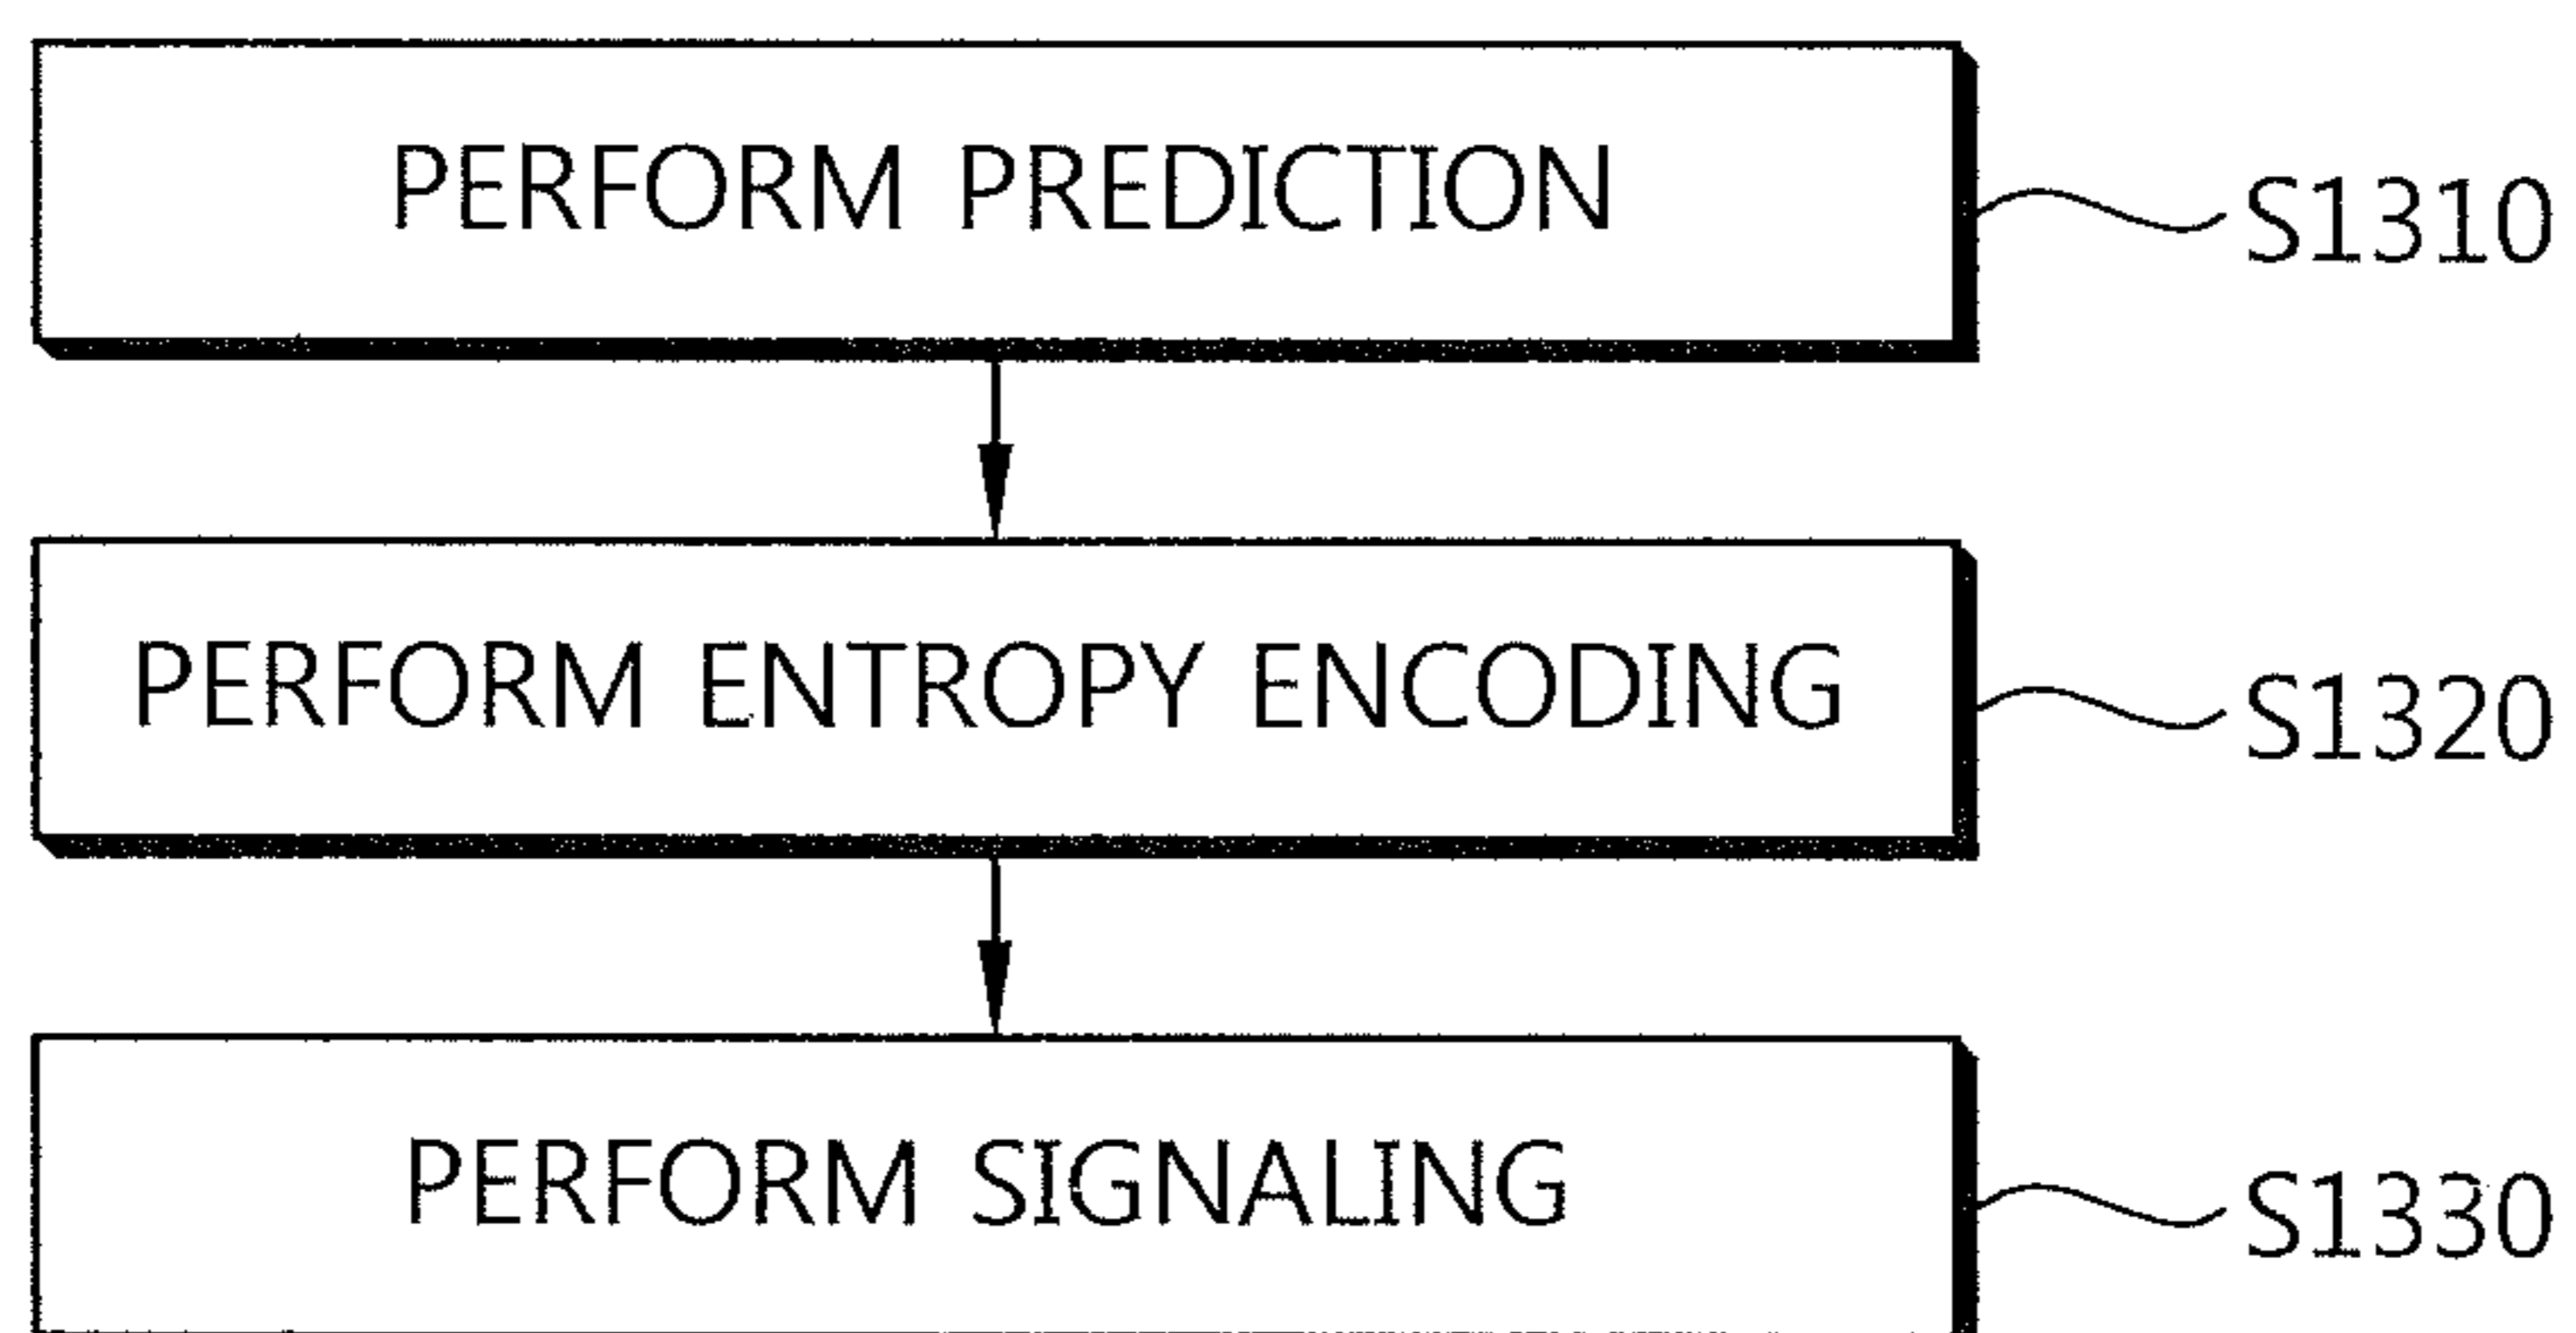 PERFORM PREDICTION
S1310
PERFORM ENTROPY ENCODING
S1320
PERFORM SIGNALING
S1330